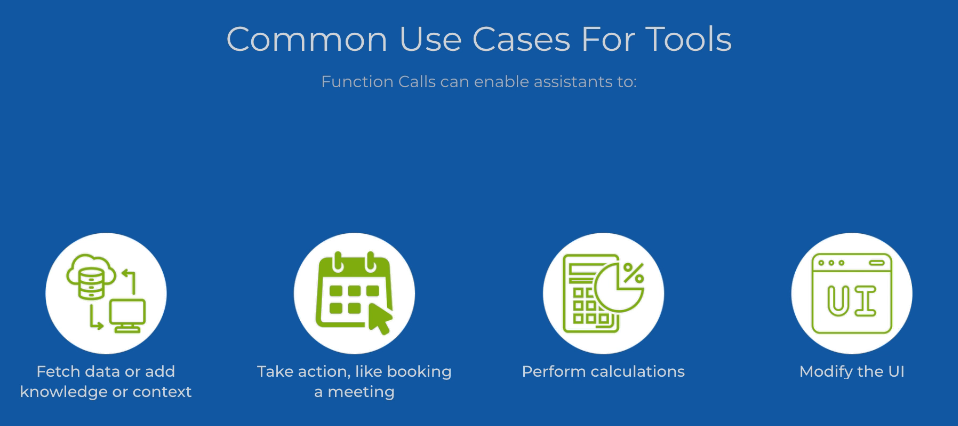 Common Use Cases For Tools
Function Calls can enable assistants to:
%
UI
Fetch data or add
knowledge or context
Take action, like booking
a meeting
Perform calculations
Modify the UI